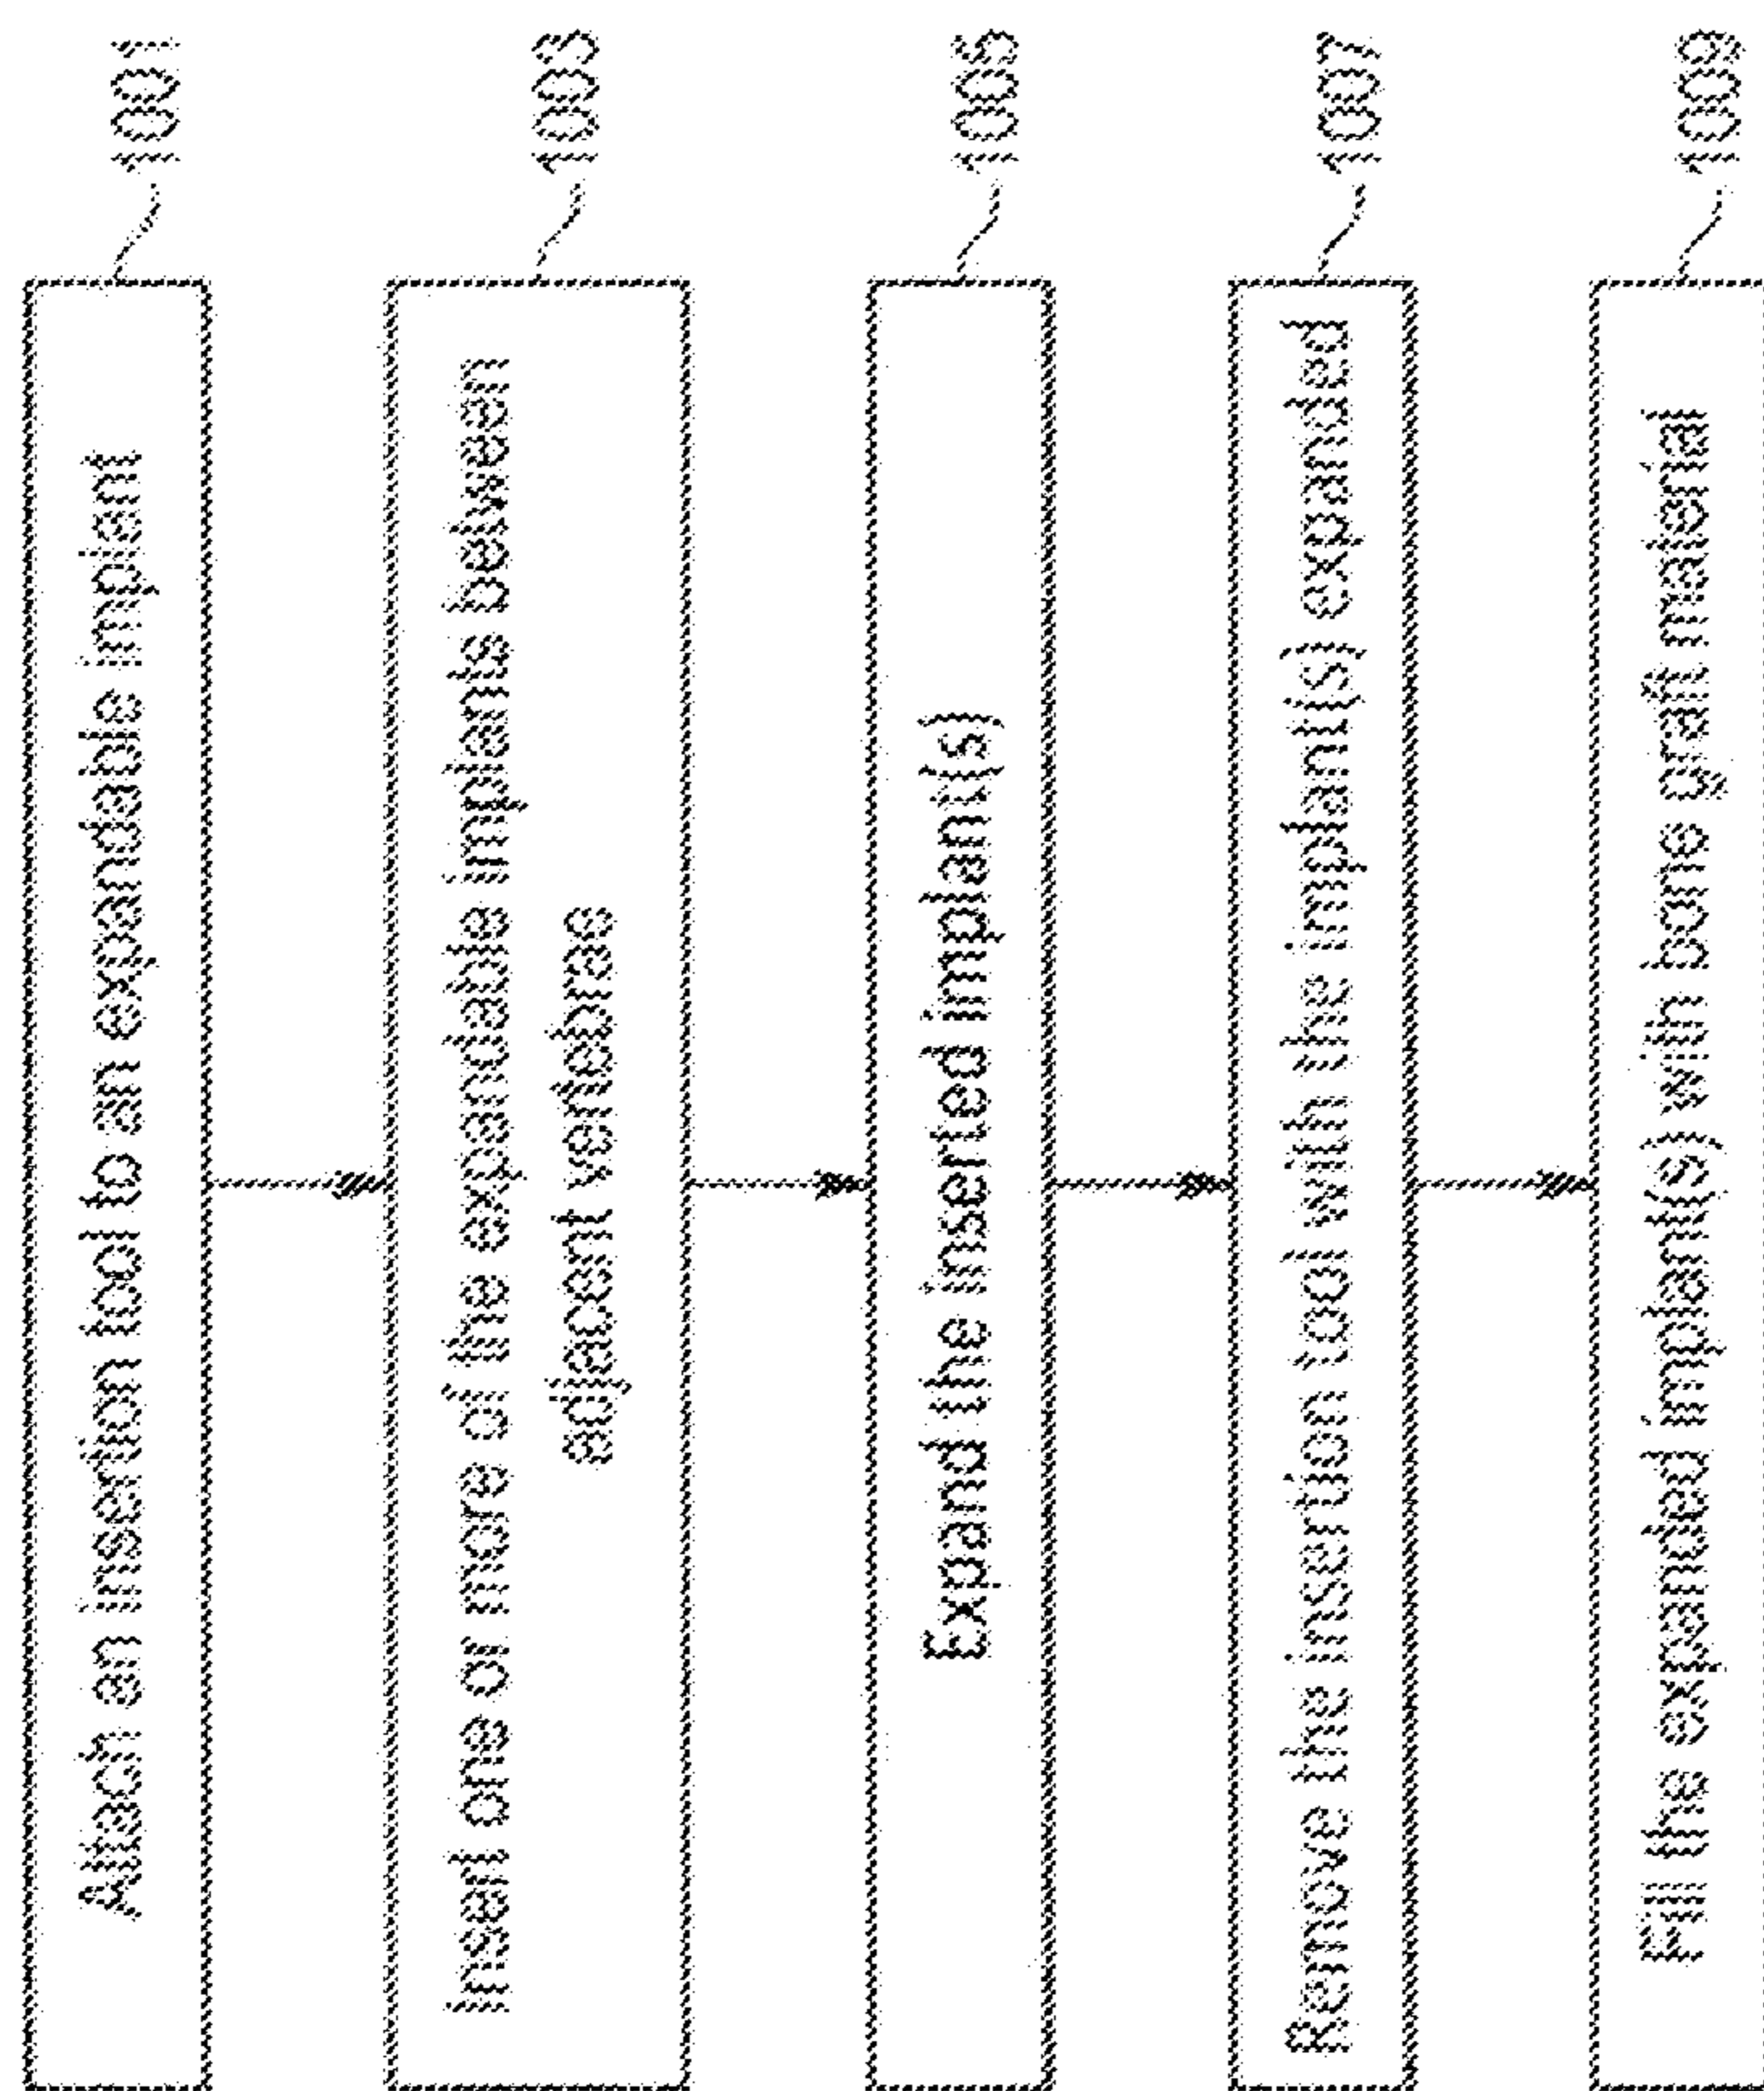 Attach an insertion tool to an expandable implant
1001
Insert one or more of the expandable implants between
adjacent vertebrae
1003
Expand the inserted implant(s)
1005
Remove the insertion tool with the implant(s) expanded
1007
Fill the expanded implant(s) with bone graft material
1009